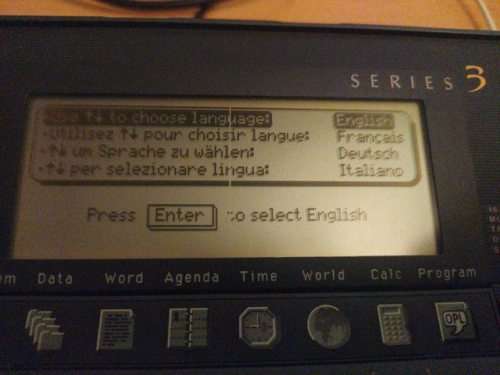 SERIES 3
Use ↑↓ to choose language: English
·Utilisez ↑↓ pour choisir langue: Français
·↑↓ um Sprache zu wählen: Deutsch
·↑↓ per selezionare lingua: Italiano
Press Enter to select English
Data Word Agenda Time World Calc Program
OPL